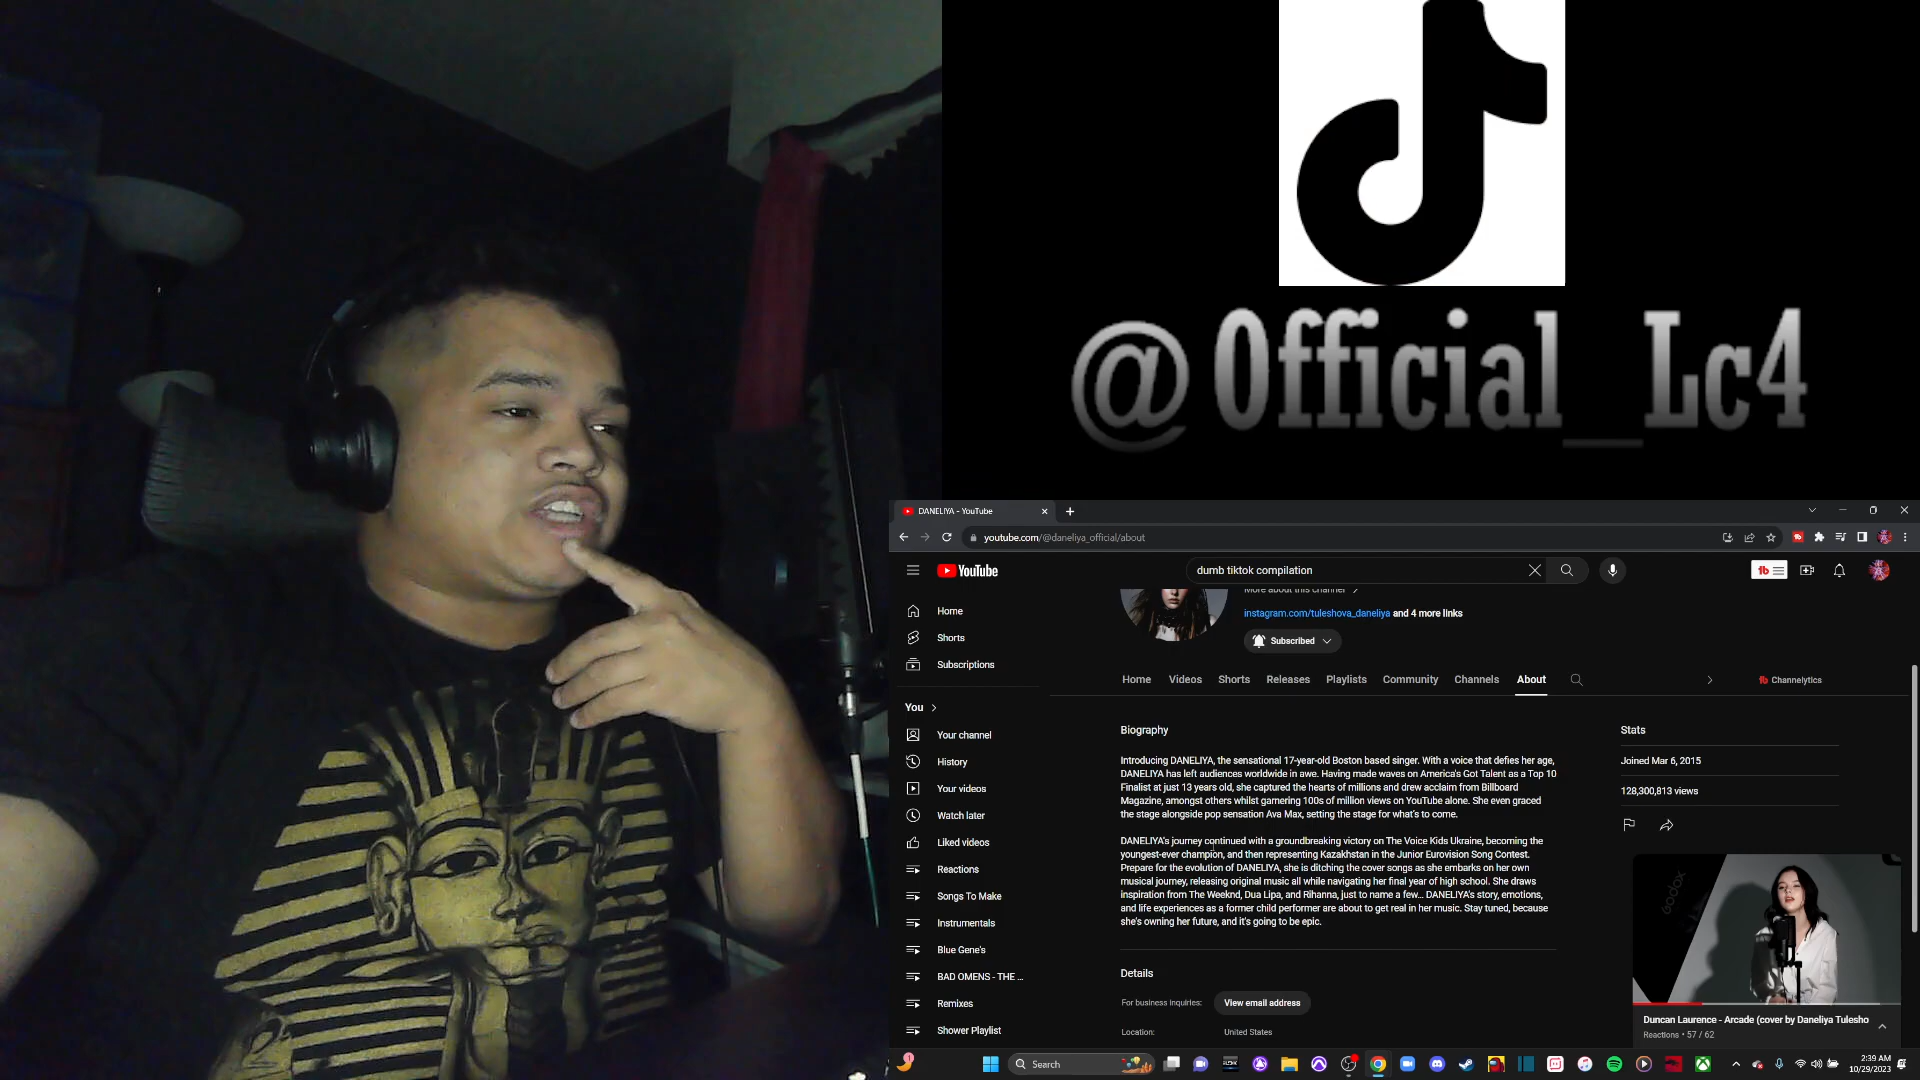 @Official_Lc4
DANELIYA - YouTube
youtube.com/@daneliya_official/about
YouTube
dumb tiktok compilation
Home
Shorts
Subscriptions
You
Your channel
History
Your videos
Watch later
Liked videos
Reactions
Songs To Make
Instrumentals
Blue Gene's
BAD OMENS - THE ...
Remixes
Shower Playlist
More about this channel
instagram.com/tuleshova_daneliya and 4 more links
Subscribed
Home Videos Shorts Releases Playlists Community Channels About
Channelytics
Biography
Introducing DANELIYA, the sensational 17-year-old Boston based singer. With a voice that defies her age,
DANELIYA has left audiences worldwide in awe. Having made waves on America's Got Talent as a Top 10
Finalist at just 13 years old, she captured the hearts of millions and drew acclaim from Billboard
Magazine, amongst others whilst garnering 100s of million views on YouTube alone. She even graced
the stage alongside pop sensation Ava Max, setting the stage for what's to come.
DANELIYA's journey continued with a groundbreaking victory on The Voice Kids Ukraine, becoming the
youngest-ever champion, and then representing Kazakhstan in the Junior Eurovision Song Contest.
Prepare for the evolution of DANELIYA, she is ditching the cover songs as she embarks on her own
musical journey, releasing original music all while navigating her final year of high school. She draws
inspiration from The Weeknd, Dua Lipa, and Rihanna, just to name a few... DANELIYA's story, emotions,
and life experiences as a former child performer are about to get real in her music. Stay tuned, because
she's owning her future, and it's going to be epic.
Details
For business inquiries: View email address
Location: United States
Stats
Joined Mar 6, 2015
128,300,813 views
Godox
Duncan Laurence - Arcade (cover by Daneliya Tulesho
Reactions • 57 / 62
1
Search
2:39 AM
10/29/2023